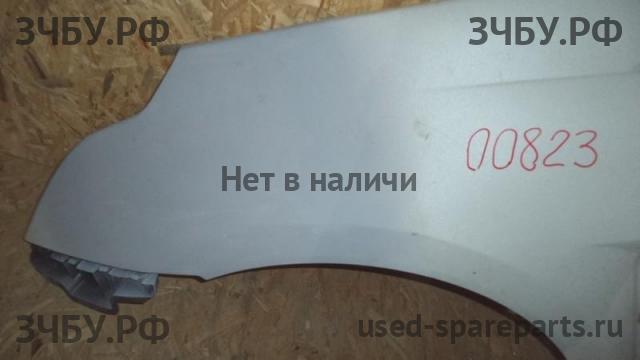 ЗЧБУ.РФ
ЗЧБУ.РФ
00823
Нет в наличи
ЗЧБУ.РФ
used-spareparts.ru